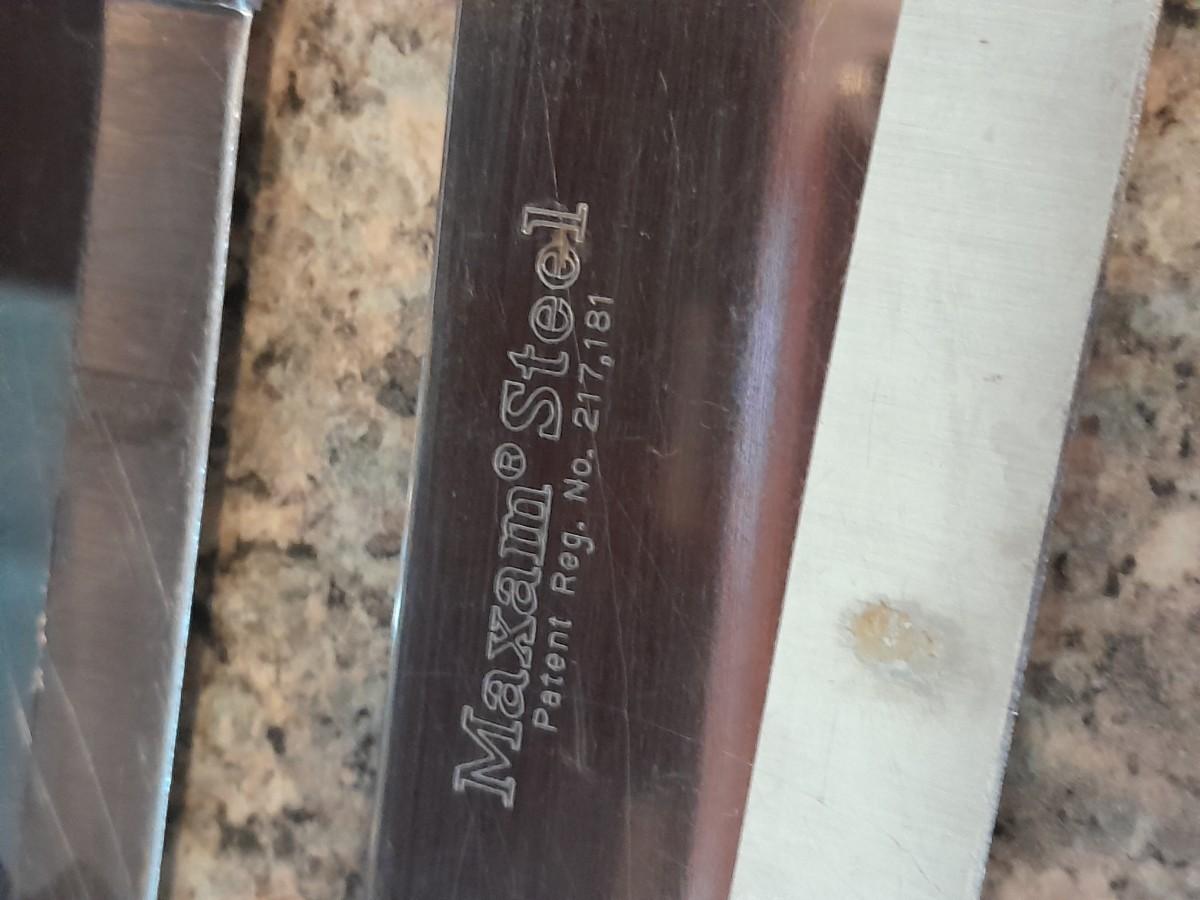 Maxam® Steel
Patent Reg. No. 217,181